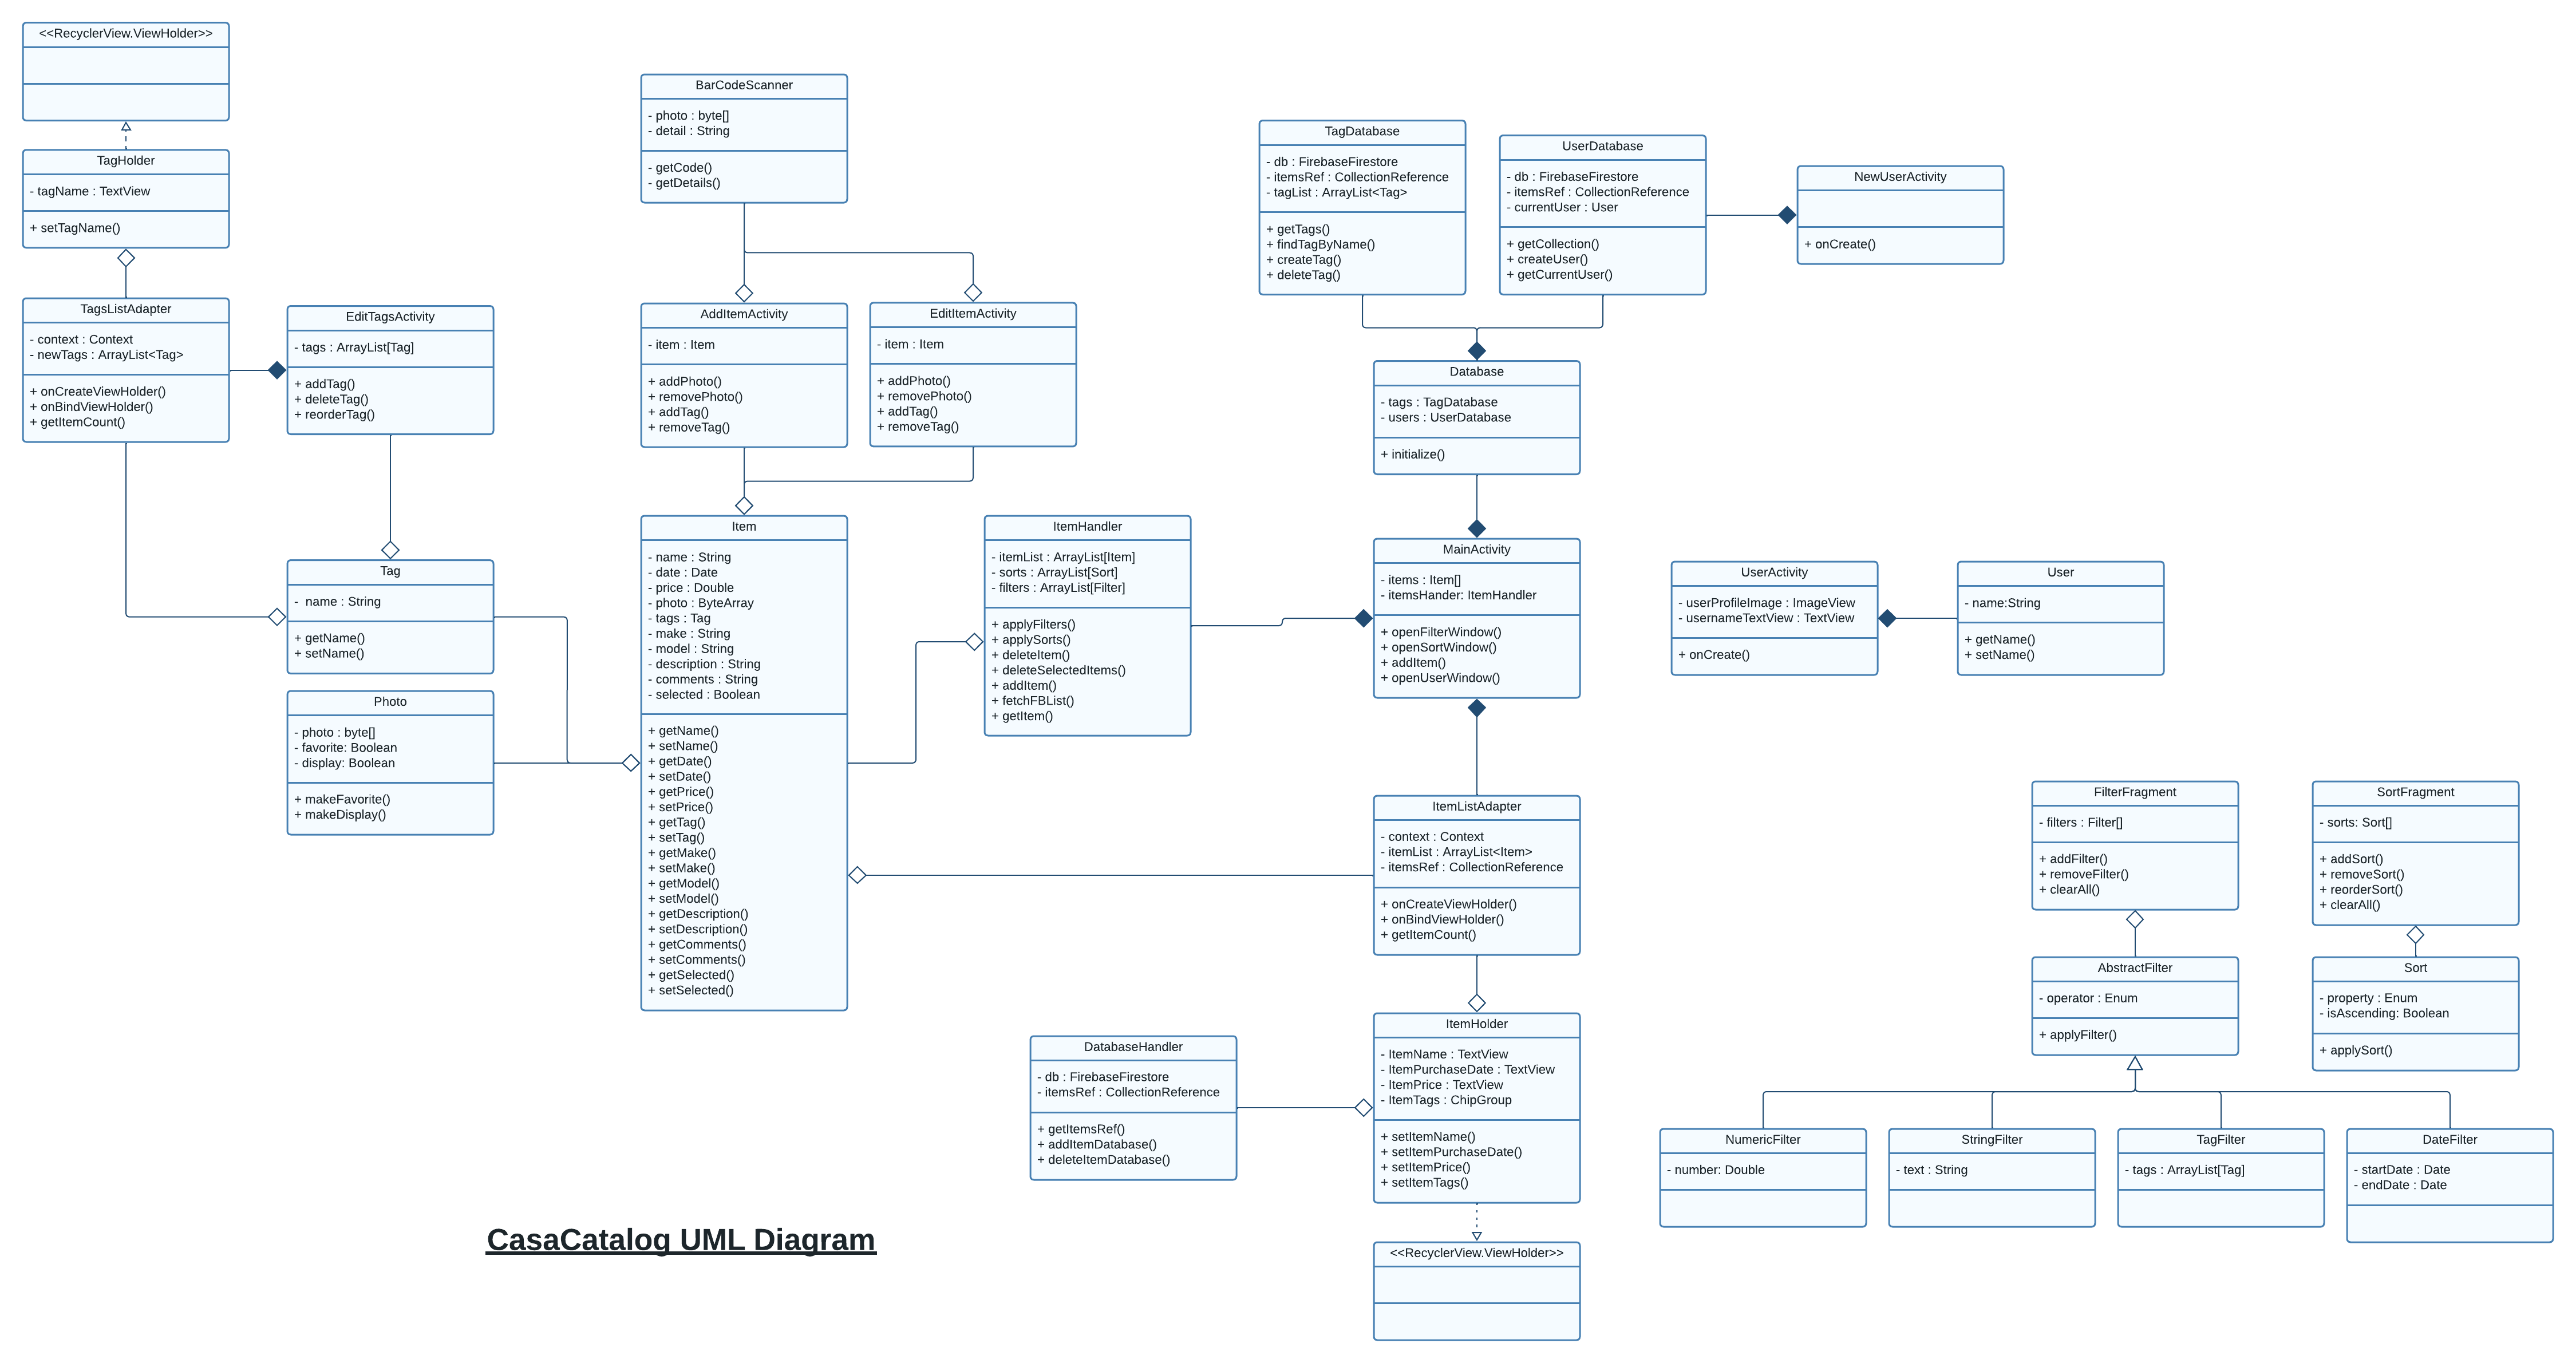 <<RecyclerView.ViewHolder>>
TagHolder
- tagName : TextView
+ setTagName()
TagsListAdapter
- context : Context
- newTags : ArrayList<Tag>
+ onCreateViewHolder()
+ onBindViewHolder()
+ getItemCount()
EditTagsActivity
- tags : ArrayList[Tag]
+ addTag()
+ deleteTag()
+ reorderTag()
Tag
- name : String
+ getName()
+ setName()
Photo
- photo : byte[]
- favorite: Boolean
- display: Boolean
+ makeFavorite()
+ makeDisplay()
BarCodeScanner
- photo : byte[]
- detail : String
- getCode()
- getDetails()
AddItemActivity
- item : Item
+ addPhoto()
+ removePhoto()
+ addTag()
+ removeTag()
EditItemActivity
- item : Item
+ addPhoto()
+ removePhoto()
+ addTag()
+ removeTag()
Item
- name : String
- date : Date
- price : Double
- photo : ByteArray
- tags : Tag
- make : String
- model : String
- description : String
- comments : String
- selected : Boolean
+ getName()
+ setName()
+ getDate()
+ setDate()
+ getPrice()
+ setPrice()
+ getTag()
+ setTag()
+ getMake()
+ setMake()
+ getModel()
+ setModel()
+ getDescription()
+ setDescription()
+ getComments()
+ setComments()
+ getSelected()
+ setSelected()
ItemHandler
- itemList : ArrayList[Item]
- sorts : ArrayList[Sort]
- filters : ArrayList[Filter]
+ applyFilters()
+ applySorts()
+ deleteItem()
+ deleteSelectedItems()
+ addItem()
+ fetchFBList()
+ getItem()
TagDatabase
- db : FirebaseFirestore
- itemsRef : CollectionReference
- tagList : ArrayList<Tag>
+ getTags()
+ findTagByName()
+ createTag()
+ deleteTag()
UserDatabase
- db : FirebaseFirestore
- itemsRef : CollectionReference
- currentUser : User
+ getCollection()
+ createUser()
+ getCurrentUser()
NewUserActivity
+ onCreate()
Database
- tags : TagDatabase
- users : UserDatabase
+ initialize()
MainActivity
- items : Item[]
- itemsHander: ItemHandler
+ openFilterWindow()
+ openSortWindow()
+ addItem()
+ openUserWindow()
UserActivity
- userProfileImage : ImageView
- usernameTextView : TextView
+ onCreate()
User
- name:String
+ getName()
+ setName()
ItemListAdapter
- context : Context
- itemList : ArrayList<Item>
- itemsRef : CollectionReference
+ onCreateViewHolder()
+ onBindViewHolder()
+ getItemCount()
DatabaseHandler
- db : FirebaseFirestore
- itemsRef : CollectionReference
+ getItemsRef()
+ addItemDatabase()
+ deleteItemDatabase()
ItemHolder
- ItemName : TextView
- ItemPurchaseDate : TextView
- ItemPrice : TextView
- ItemTags : ChipGroup
+ setItemName()
+ setItemPurchaseDate()
+ setItemPrice()
+ setItemTags()
<<RecyclerView.ViewHolder>>
FilterFragment
- filters : Filter[]
+ addFilter()
+ removeFilter()
+ clearAll()
SortFragment
- sorts: Sort[]
+ addSort()
+ removeSort()
+ reorderSort()
+ clearAll()
AbstractFilter
- operator : Enum
+ applyFilter()
Sort
- property : Enum
- isAscending: Boolean
+ applySort()
NumericFilter
- number: Double
StringFilter
- text : String
TagFilter
- tags : ArrayList[Tag]
DateFilter
- startDate : Date
- endDate : Date
CasaCatalog UML Diagram